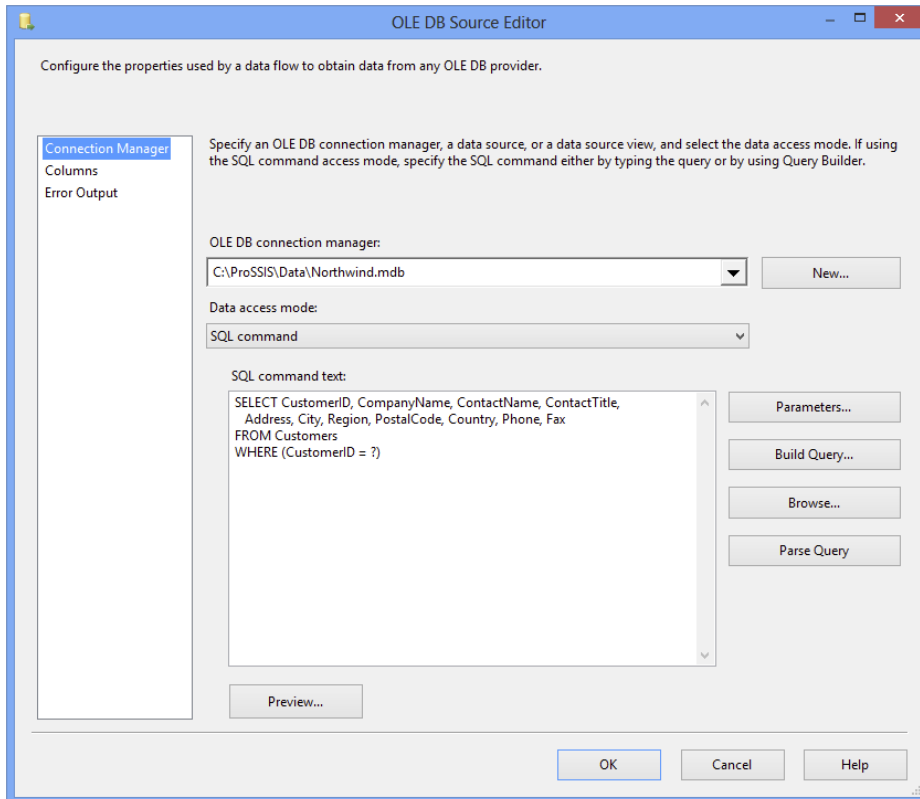 OLE DB Source Editor
Configure the properties used by a data flow to obtain data from any OLE DB provider.
Connection Manager
Columns
Error Output
Specify an OLE DB connection manager, a data source, or a data source view, and select the data access mode. If using
the SQL command access mode, specify the SQL command either by typing the query or by using Query Builder.
OLE DB connection manager:
C:\ProSSIS\Data\Northwind.mdb
New...
Data access mode:
SQL command
SQL command text:
SELECT CustomerID, CompanyName, ContactName, ContactTitle,
Address, City, Region, PostalCode, Country, Phone, Fax
FROM Customers
WHERE (CustomerID = ?)
Parameters...
Build Query...
Browse...
Parse Query
Preview...
OK
Cancel
Help